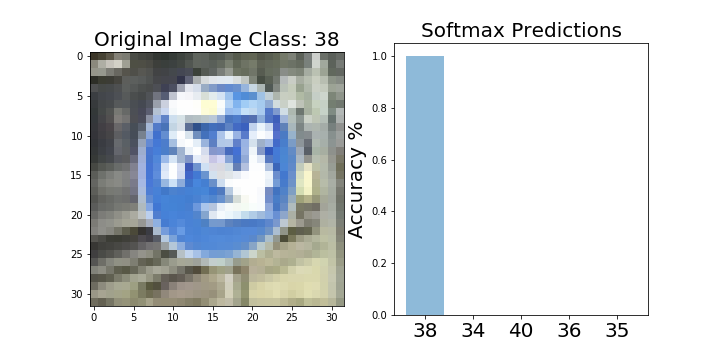 Original Image Class: 38
0
5
10
15
20
25
30
0 5 10 15 20 25 30
Softmax Predictions
Accuracy %
1.0
0.8
0.6
0.4
0.2
0.0
38 34 40 36 35